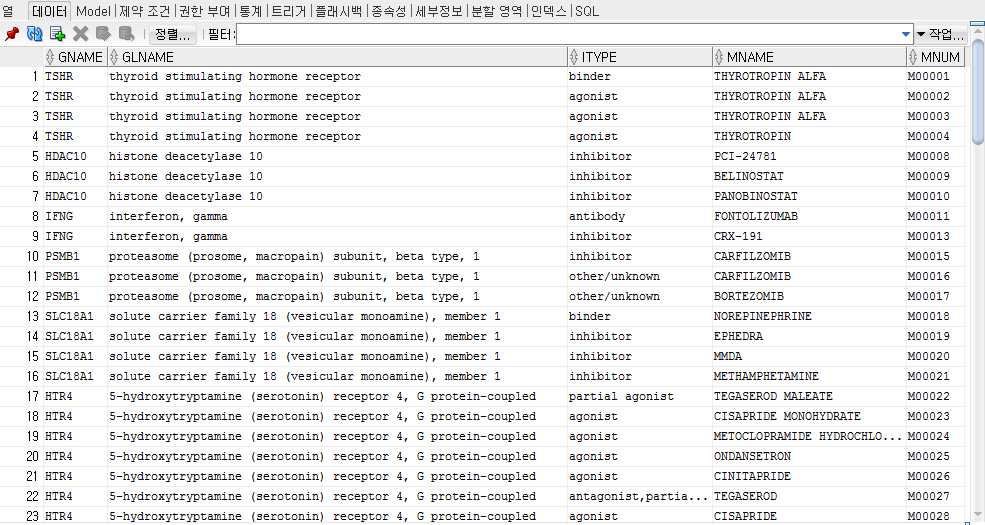 열 데이터 Model 제약 조건 권한 부여 통계 트리거 플래시백 종속성 세부정보 분할 영역 인덱스 SQL
정렬... 필터: 작업...
GNAME GLNAME ITYPE MNAME MNUM
1 TSHR thyroid stimulating hormone receptor binder THYROTROPIN ALFA M00001
2 TSHR thyroid stimulating hormone receptor agonist THYROTROPIN ALFA M00002
3 TSHR thyroid stimulating hormone receptor agonist THYROTROPIN ALFA M00003
4 TSHR thyroid stimulating hormone receptor agonist THYROTROPIN M00004
5 HDAC10 histone deacetylase 10 inhibitor PCI-24781 M00008
6 HDAC10 histone deacetylase 10 inhibitor BELINOSTAT M00009
7 HDAC10 histone deacetylase 10 inhibitor PANOBINOSTAT M00010
8 IFNG interferon, gamma antibody FONTOLIZUMAB M00011
9 IFNG interferon, gamma inhibitor CRX-191 M00013
10 PSMB1 proteasome (prosome, macropain) subunit, beta type, 1 inhibitor CARFILZOMIB M00015
11 PSMB1 proteasome (prosome, macropain) subunit, beta type, 1 other/unknown CARFILZOMIB M00016
12 PSMB1 proteasome (prosome, macropain) subunit, beta type, 1 other/unknown BORTEZOMIB M00017
13 SLC18A1 solute carrier family 18 (vesicular monoamine), member 1 binder NOREPINEPHRINE M00018
14 SLC18A1 solute carrier family 18 (vesicular monoamine), member 1 inhibitor EPHEDRA M00019
15 SLC18A1 solute carrier family 18 (vesicular monoamine), member 1 inhibitor MMDA M00020
16 SLC18A1 solute carrier family 18 (vesicular monoamine), member 1 inhibitor METHAMPHETAMINE M00021
17 HTR4 5-hydroxytryptamine (serotonin) receptor 4, G protein-coupled partial agonist TEGASEROD MALEATE M00022
18 HTR4 5-hydroxytryptamine (serotonin) receptor 4, G protein-coupled agonist CISAPRIDE MONOHYDRATE M00023
19 HTR4 5-hydroxytryptamine (serotonin) receptor 4, G protein-coupled agonist METOCLOPRAMIDE HYDROCHLO... M00024
20 HTR4 5-hydroxytryptamine (serotonin) receptor 4, G protein-coupled agonist ONDANSETRON M00025
21 HTR4 5-hydroxytryptamine (serotonin) receptor 4, G protein-coupled agonist CINITAPRIDE M00026
22 HTR4 5-hydroxytryptamine (serotonin) receptor 4, G protein-coupled antagonist,partia... TEGASEROD M00027
23 HTR4 5-hydroxytryptamine (serotonin) receptor 4, G protein-coupled agonist CISAPRIDE M00028